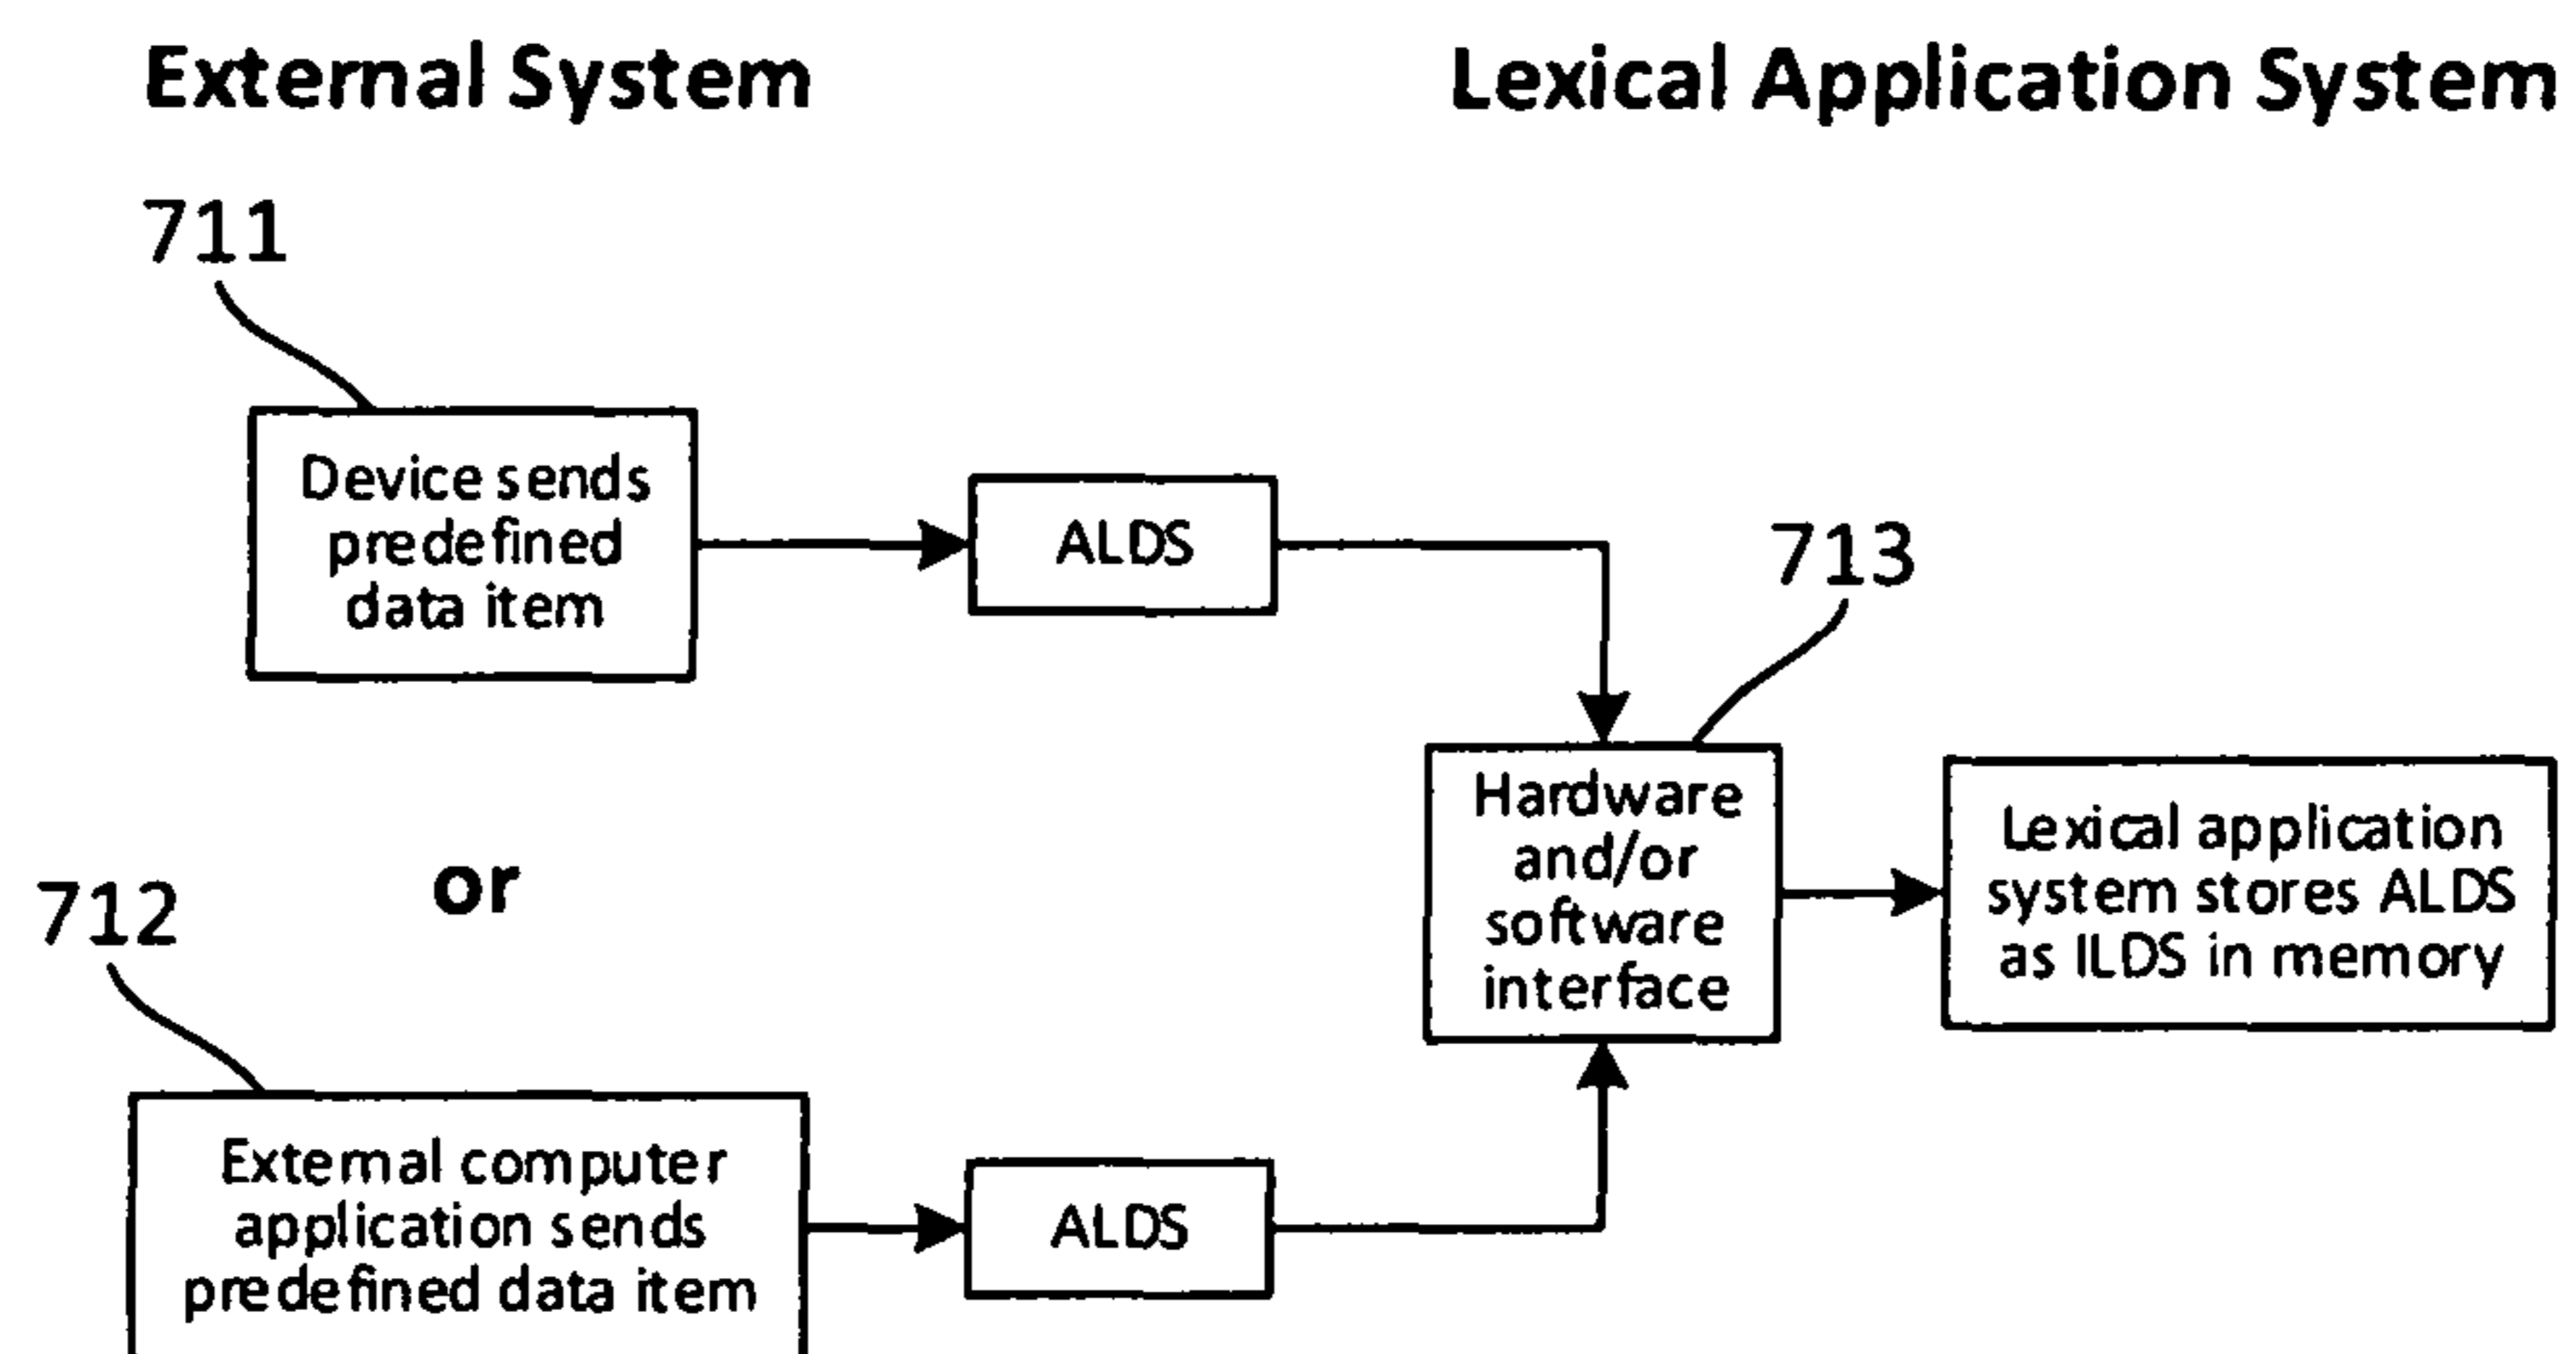 External System
Lexical Application System
711
Device sends
predefined
data item
ALDS
713
Hardware
and/or
software
interface
Lexical application
system stores ALDS
as ILDS in memory
or
712
External computer
application sends
predefined data item
ALDS